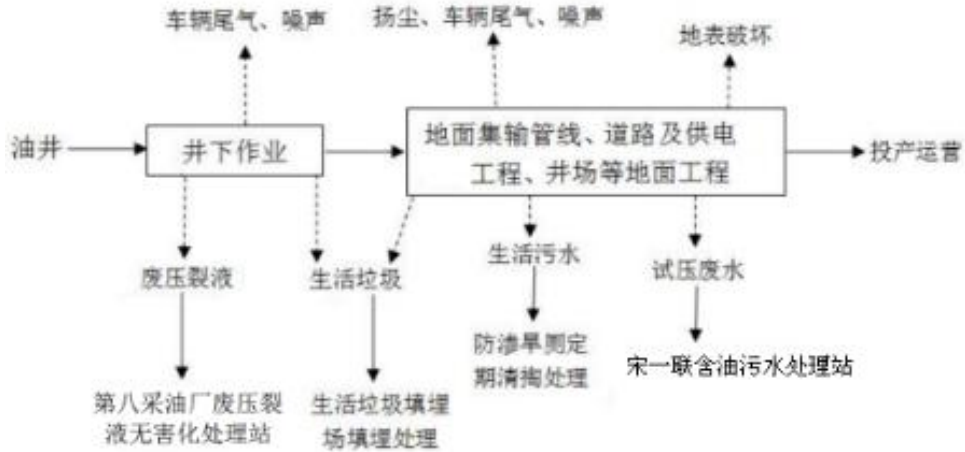 车辆尾气、噪声
扬尘、车辆尾气、噪声
地表破坏
油井
井下作业
地面集输管线、道路及供电
工程、井场等地面工程
投产运营
废压裂液
生活垃圾
生活污水
试压废水
第八采油厂废压裂
液无害化处理站
生活垃圾填埋
场填埋处理
防渗旱厕定
期清掏处理
宋一联含油污水处理站